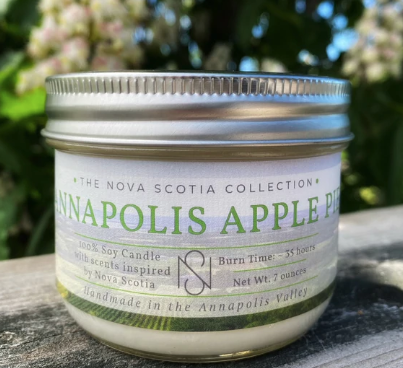 •THE NOVA SCOTIA COLLECTION•
ANNAPOLIS APPLE PI
100% Soy Candle
with scents inspired
by Nova Scotia
NS
Burn Time: ~ 35 hours
Net Wt. 7 ounces
Handmade in the Annapolis Valley